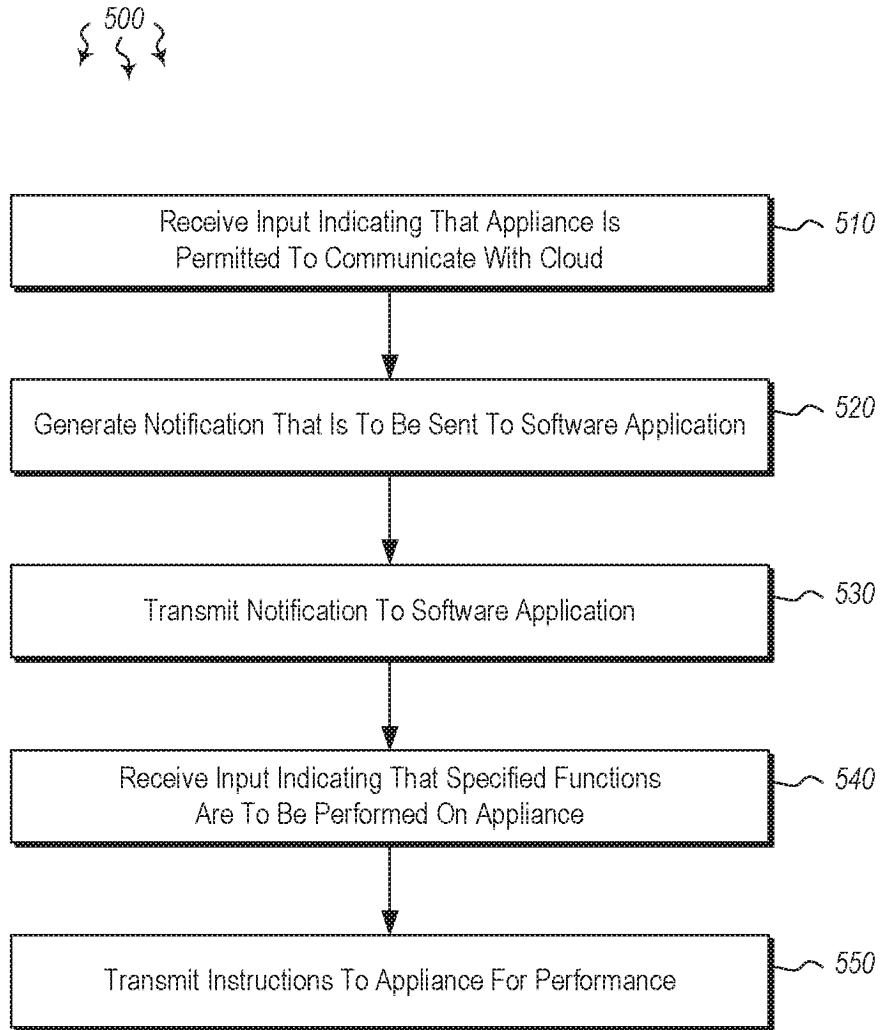 500
Receive Input Indicating That Appliance Is
Permitted To Communicate With Cloud
510
Generate Notification That Is To Be Sent To Software Application
520
Transmit Notification To Software Application
530
Receive Input Indicating That Specified Functions
Are To Be Performed On Appliance
540
Transmit Instructions To Appliance For Performance
550